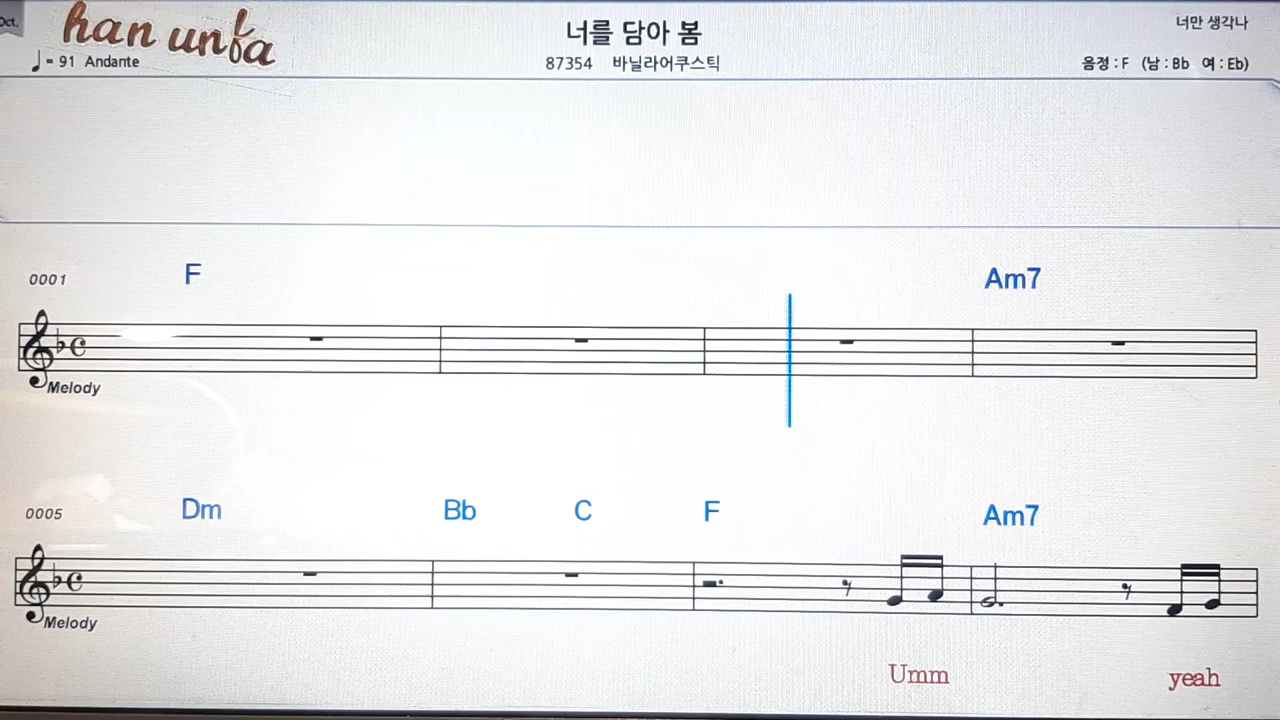 Oct.
han unfa
너를 담아 봄
너만 생각나
♩= 91 Andante
87354 바닐라어쿠스틱
음정 : F (남 : Bb 여 : Eb)
0001 F Am7
Melody
0005 Dm Bb C F Am7
Melody
Umm yeah